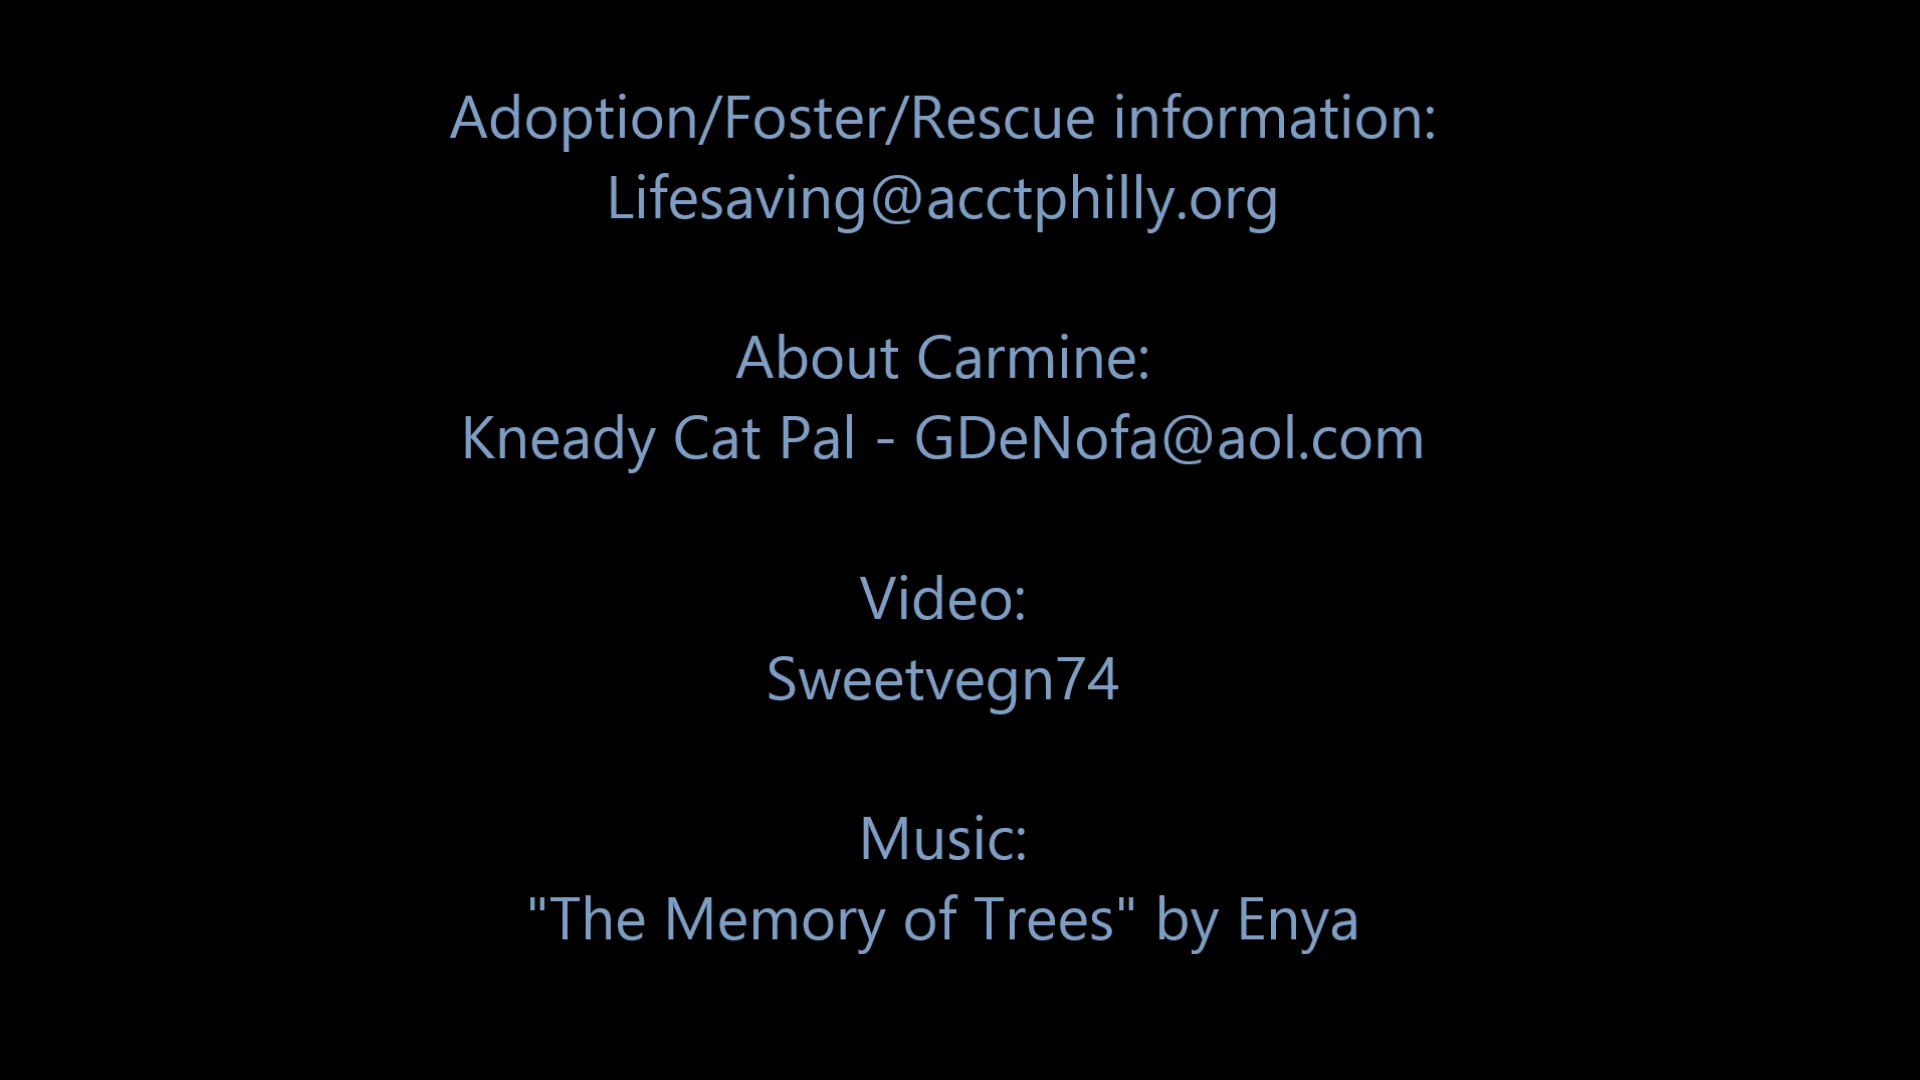 Adoption/Foster/Rescue information:
Lifesaving@acctphilly.org
About Carmine:
Kneady Cat Pal - GDeNofa@aol.com
Video:
Sweetvegn74
Music:
"The Memory of Trees" by Enya